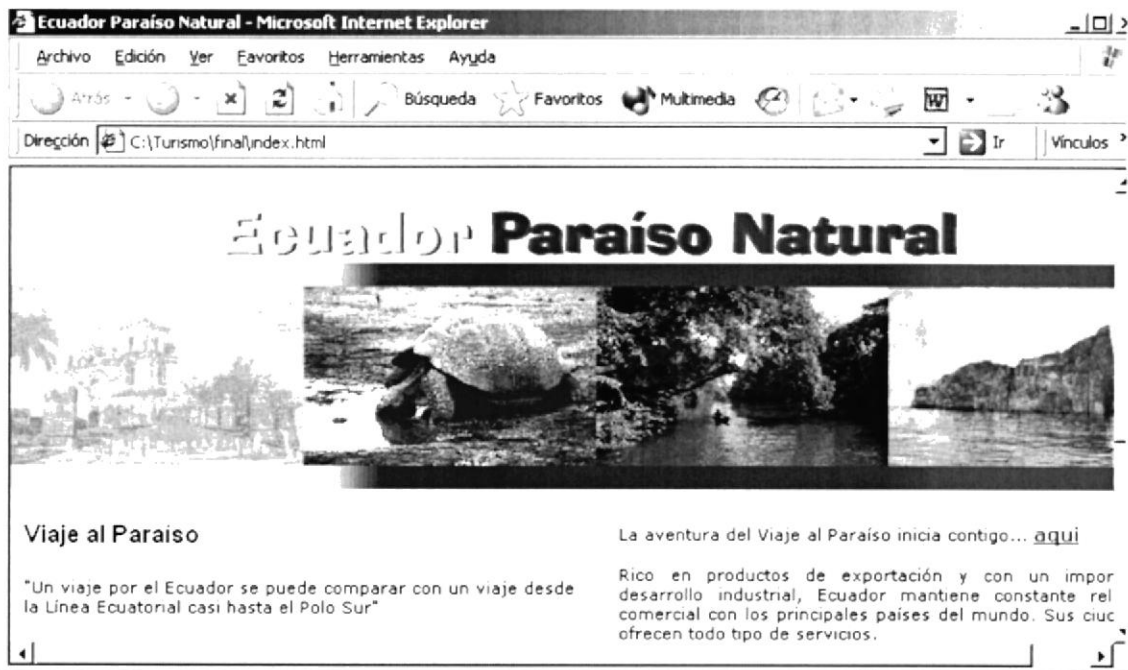 Ecuador Paraíso Natural - Microsoft Internet Explorer
Archivo Edición Ver Favoritos Herramientas Ayuda
Atrás Búsqueda Favoritos Multimedia
Dirección C:\Turismo\final\index.html Ir Vínculos
Ecuador Paraíso Natural
Viaje al Paraiso
"Un viaje por el Ecuador se puede comparar con un viaje desde
la Línea Ecuatorial casi hasta el Polo Sur"
La aventura del Viaje al Paraíso inicia contigo... aqui
Rico en productos de exportación y con un impor
desarrollo industrial, Ecuador mantiene constante rel
comercial con los principales países del mundo. Sus ciuc
ofrecen todo tipo de servicios.